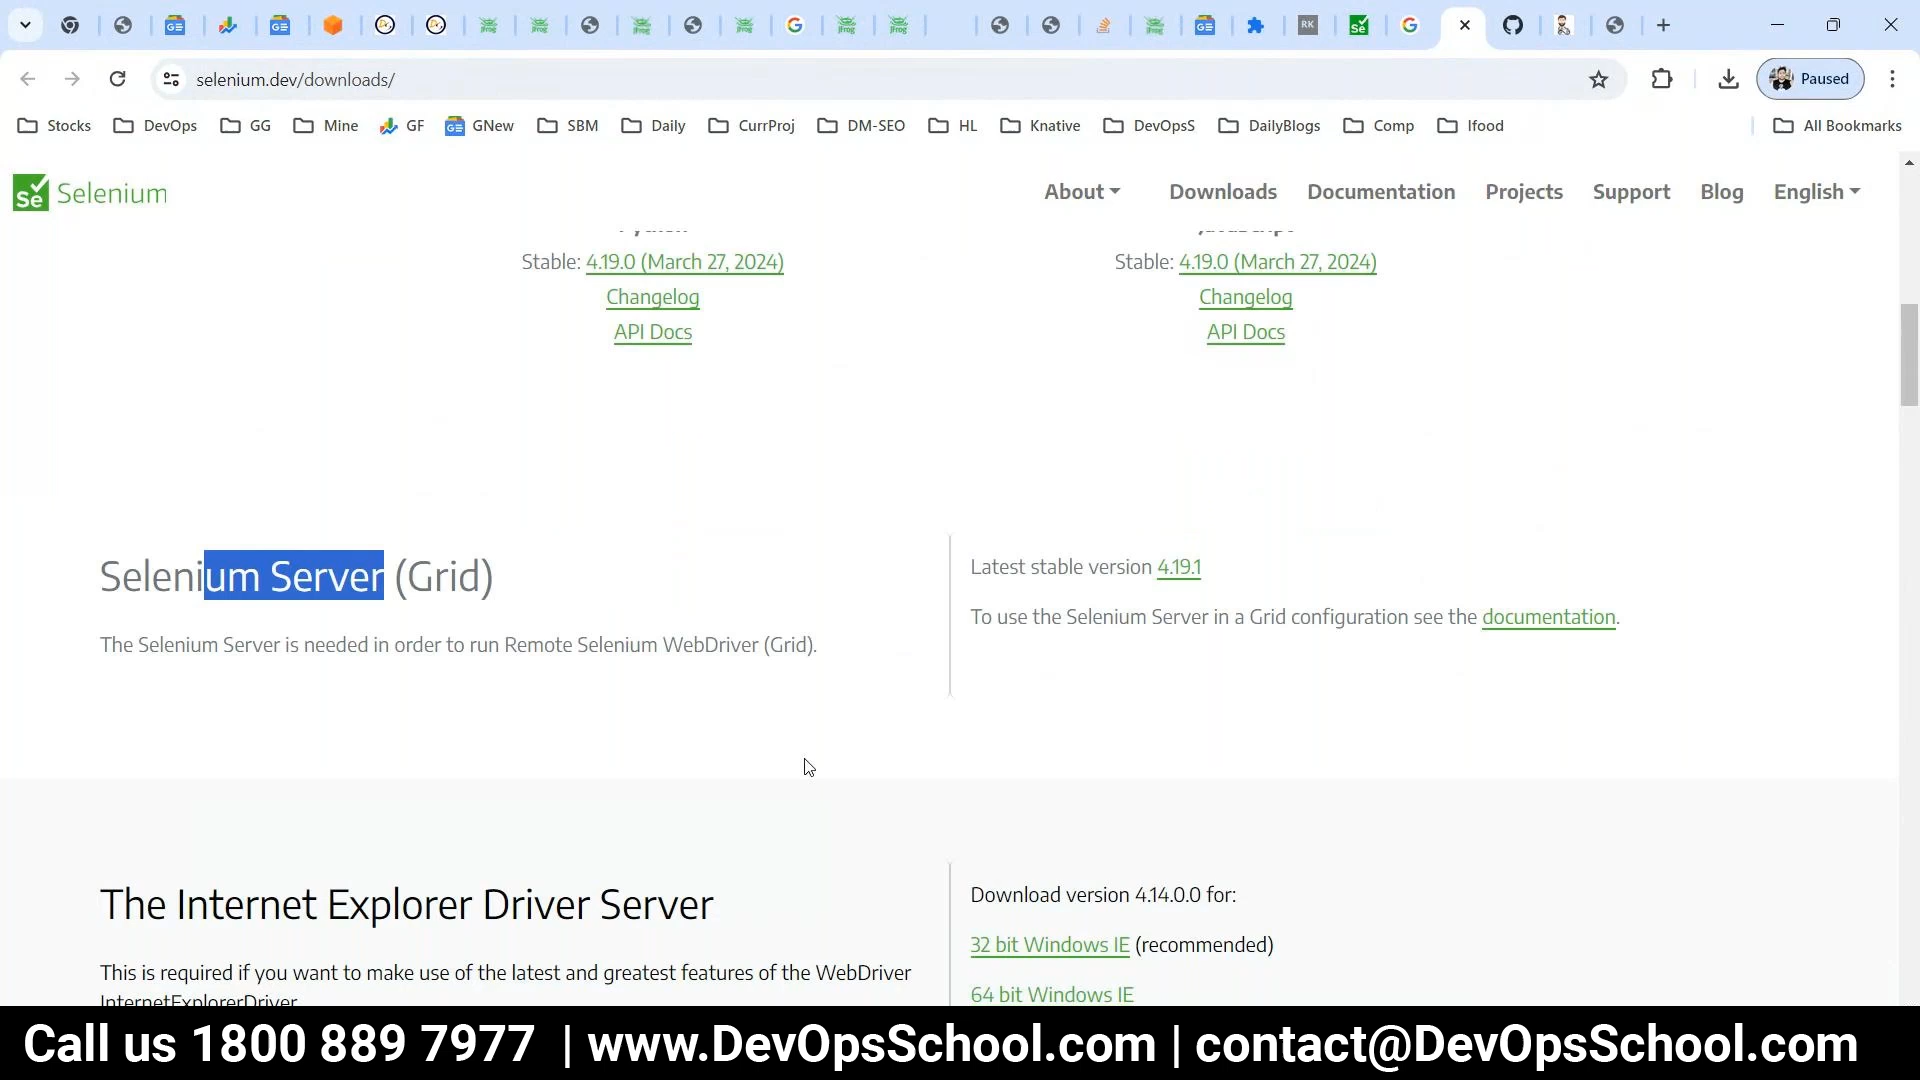 selenium.dev/downloads/
Paused
Stocks
DevOps
GG
Mine
GF
GNew
SBM
Daily
CurrProj
DM-SEO
HL
Knative
DevOpsS
DailyBlogs
Comp
Ifood
All Bookmarks
RK
Se
Selenium
About
Downloads
Documentation
Projects
Support
Blog
English
Stable: 4.19.0 (March 27, 2024)
Changelog
API Docs
Stable: 4.19.0 (March 27, 2024)
Changelog
API Docs
Selenium Server (Grid)
The Selenium Server is needed in order to run Remote Selenium WebDriver (Grid).
Latest stable version 4.19.1
To use the Selenium Server in a Grid configuration see the documentation.
The Internet Explorer Driver Server
This is required if you want to make use of the latest and greatest features of the WebDriver
InternetExplorerDriver
Download version 4.14.0.0 for:
32 bit Windows IE (recommended)
64 bit Windows IE
Call us 1800 889 7977 | www.DevOpsSchool.com | contact@DevOpsSchool.com